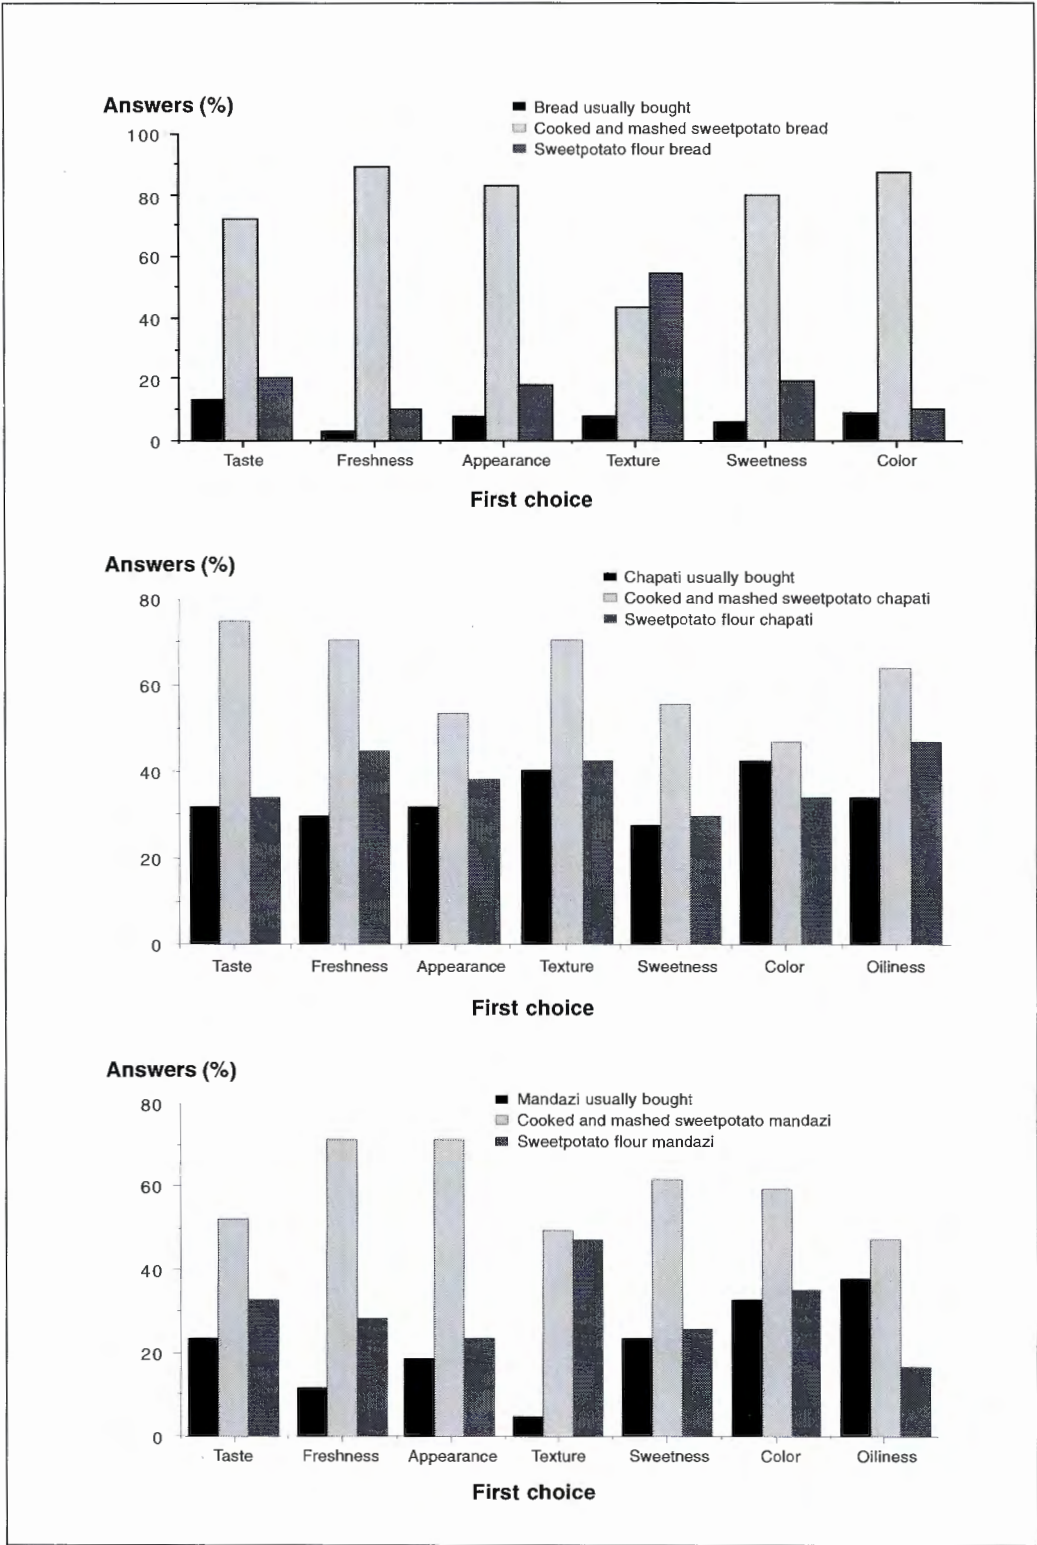 Answers (%)
Bread usually bought
Cooked and mashed sweetpotato bread
Sweetpotato flour bread
100
80
60
40
20
0
Taste Freshness Appearance Texture Sweetness Color
First choice
Answers (%)
Chapati usually bought
Cooked and mashed sweetpotato chapati
Sweetpotato flour chapati
80
60
40
20
0
Taste Freshness Appearance Texture Sweetness Color Oiliness
First choice
Answers (%)
Mandazi usually bought
Cooked and mashed sweetpotato mandazi
Sweetpotato flour mandazi
80
60
40
20
0
Taste Freshness Appearance Texture Sweetness Color Oiliness
First choice